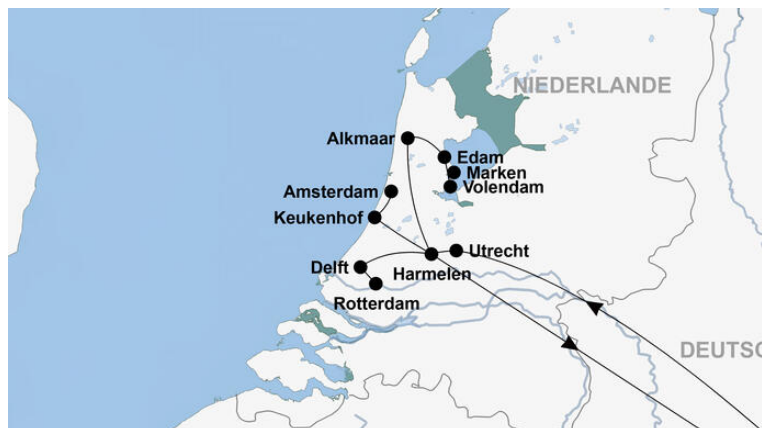 NIEDERLANDE
Alkmaar
Edam
Marken
Volendam
Amsterdam
Keukenhof
Utrecht
Harmelen
Delft
Rotterdam
DEUTSC